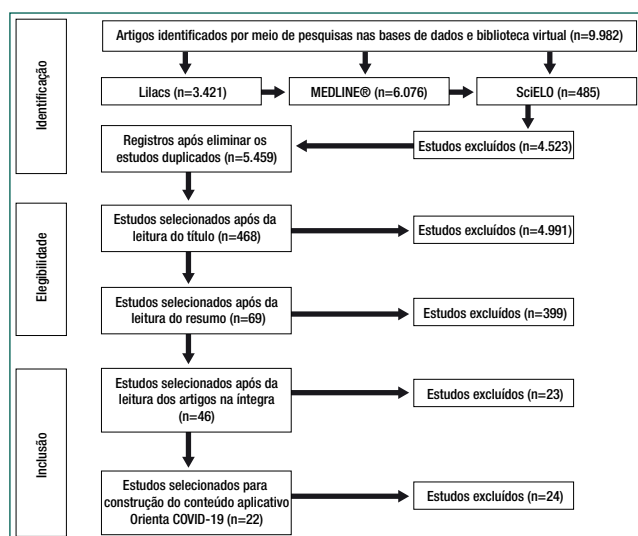 Identificação
Artigos identificados por meio de pesquisas nas bases de dados e biblioteca virtual (n=9.982)
Lilacs (n=3.421)
MEDLINE® (n=6.076)
SciELO (n=485)
Registros após eliminar os
estudos duplicados (n=5.459)
Estudos excluídos (n=4.523)
Elegibilidade
Estudos selecionados após da
leitura do título (n=468)
Estudos excluídos (n=4.991)
Estudos selecionados após da
leitura do resumo (n=69)
Estudos excluídos (n=399)
Inclusão
Estudos selecionados após da
leitura dos artigos na íntegra
(n=46)
Estudos excluídos (n=23)
Estudos selecionados para
construção do conteúdo aplicativo
Orienta COVID-19 (n=22)
Estudos excluídos (n=24)